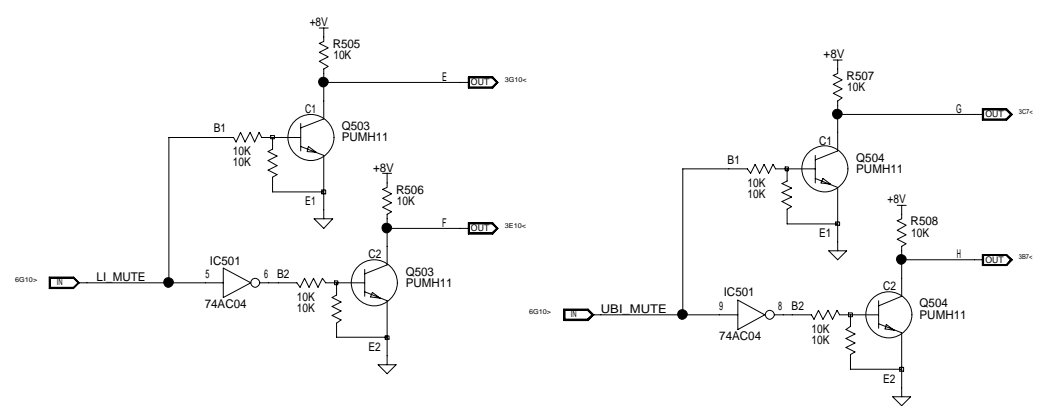 +8V
R505
10K
E
OUT
3G10<
C1
B1
Q503
PUMH11
10K
10K
E1
+8V
R506
10K
F
OUT
3E10<
C2
IC501
Q503
PUMH11
6G10>
IN
LI_MUTE
5
6
B2
10K
10K
74AC04
E2
+8V
R507
10K
G
OUT
3C7<
C1
B1
Q504
PUMH11
10K
10K
E1
+8V
R508
10K
H
OUT
3B7<
C2
IC501
Q504
PUMH11
6G10>
IN
UBI_MUTE
9
8
B2
10K
10K
74AC04
E2